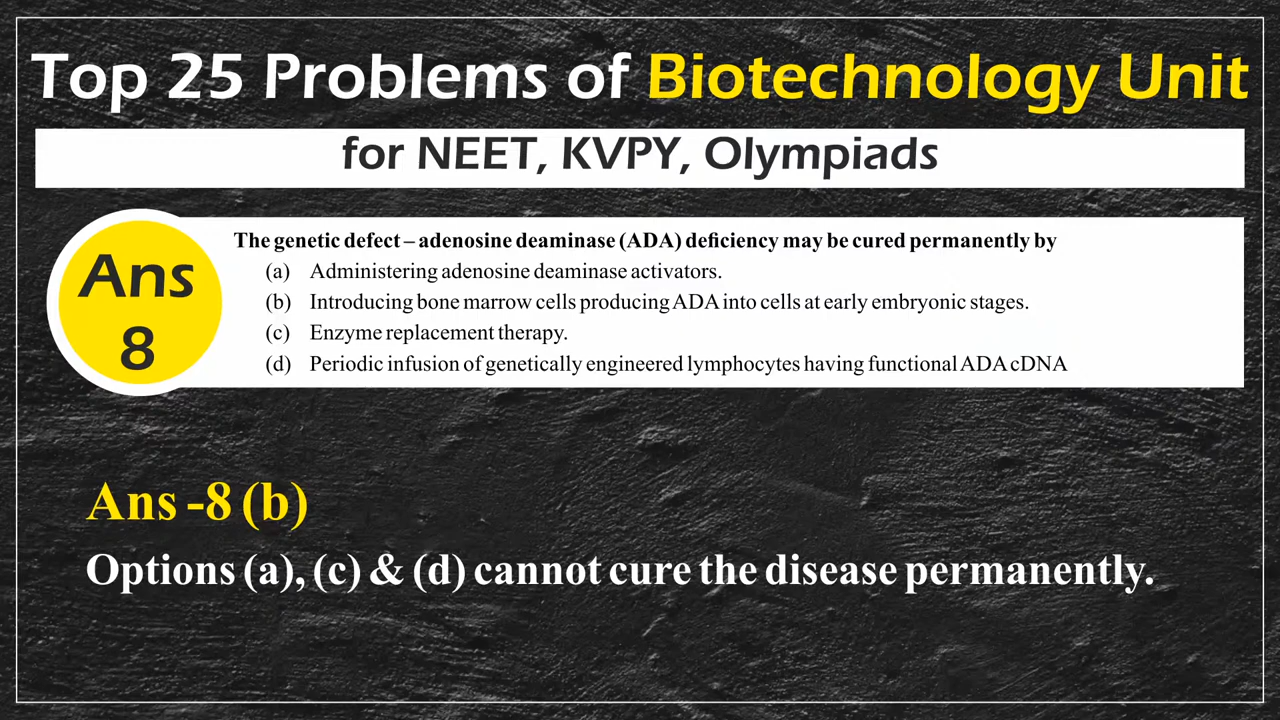 Top 25 Problems of Biotechnology Unit
for NEET, KVPY, Olympiads
Ans
8
The genetic defect – adenosine deaminase (ADA) deficiency may be cured permanently by
(a) Administering adenosine deaminase activators.
(b) Introducing bone marrow cells producing ADA into cells at early embryonic stages.
(c) Enzyme replacement therapy.
(d) Periodic infusion of genetically engineered lymphocytes having functional ADA cDNA
Ans -8 (b)
Options (a), (c) & (d) cannot cure the disease permanently.